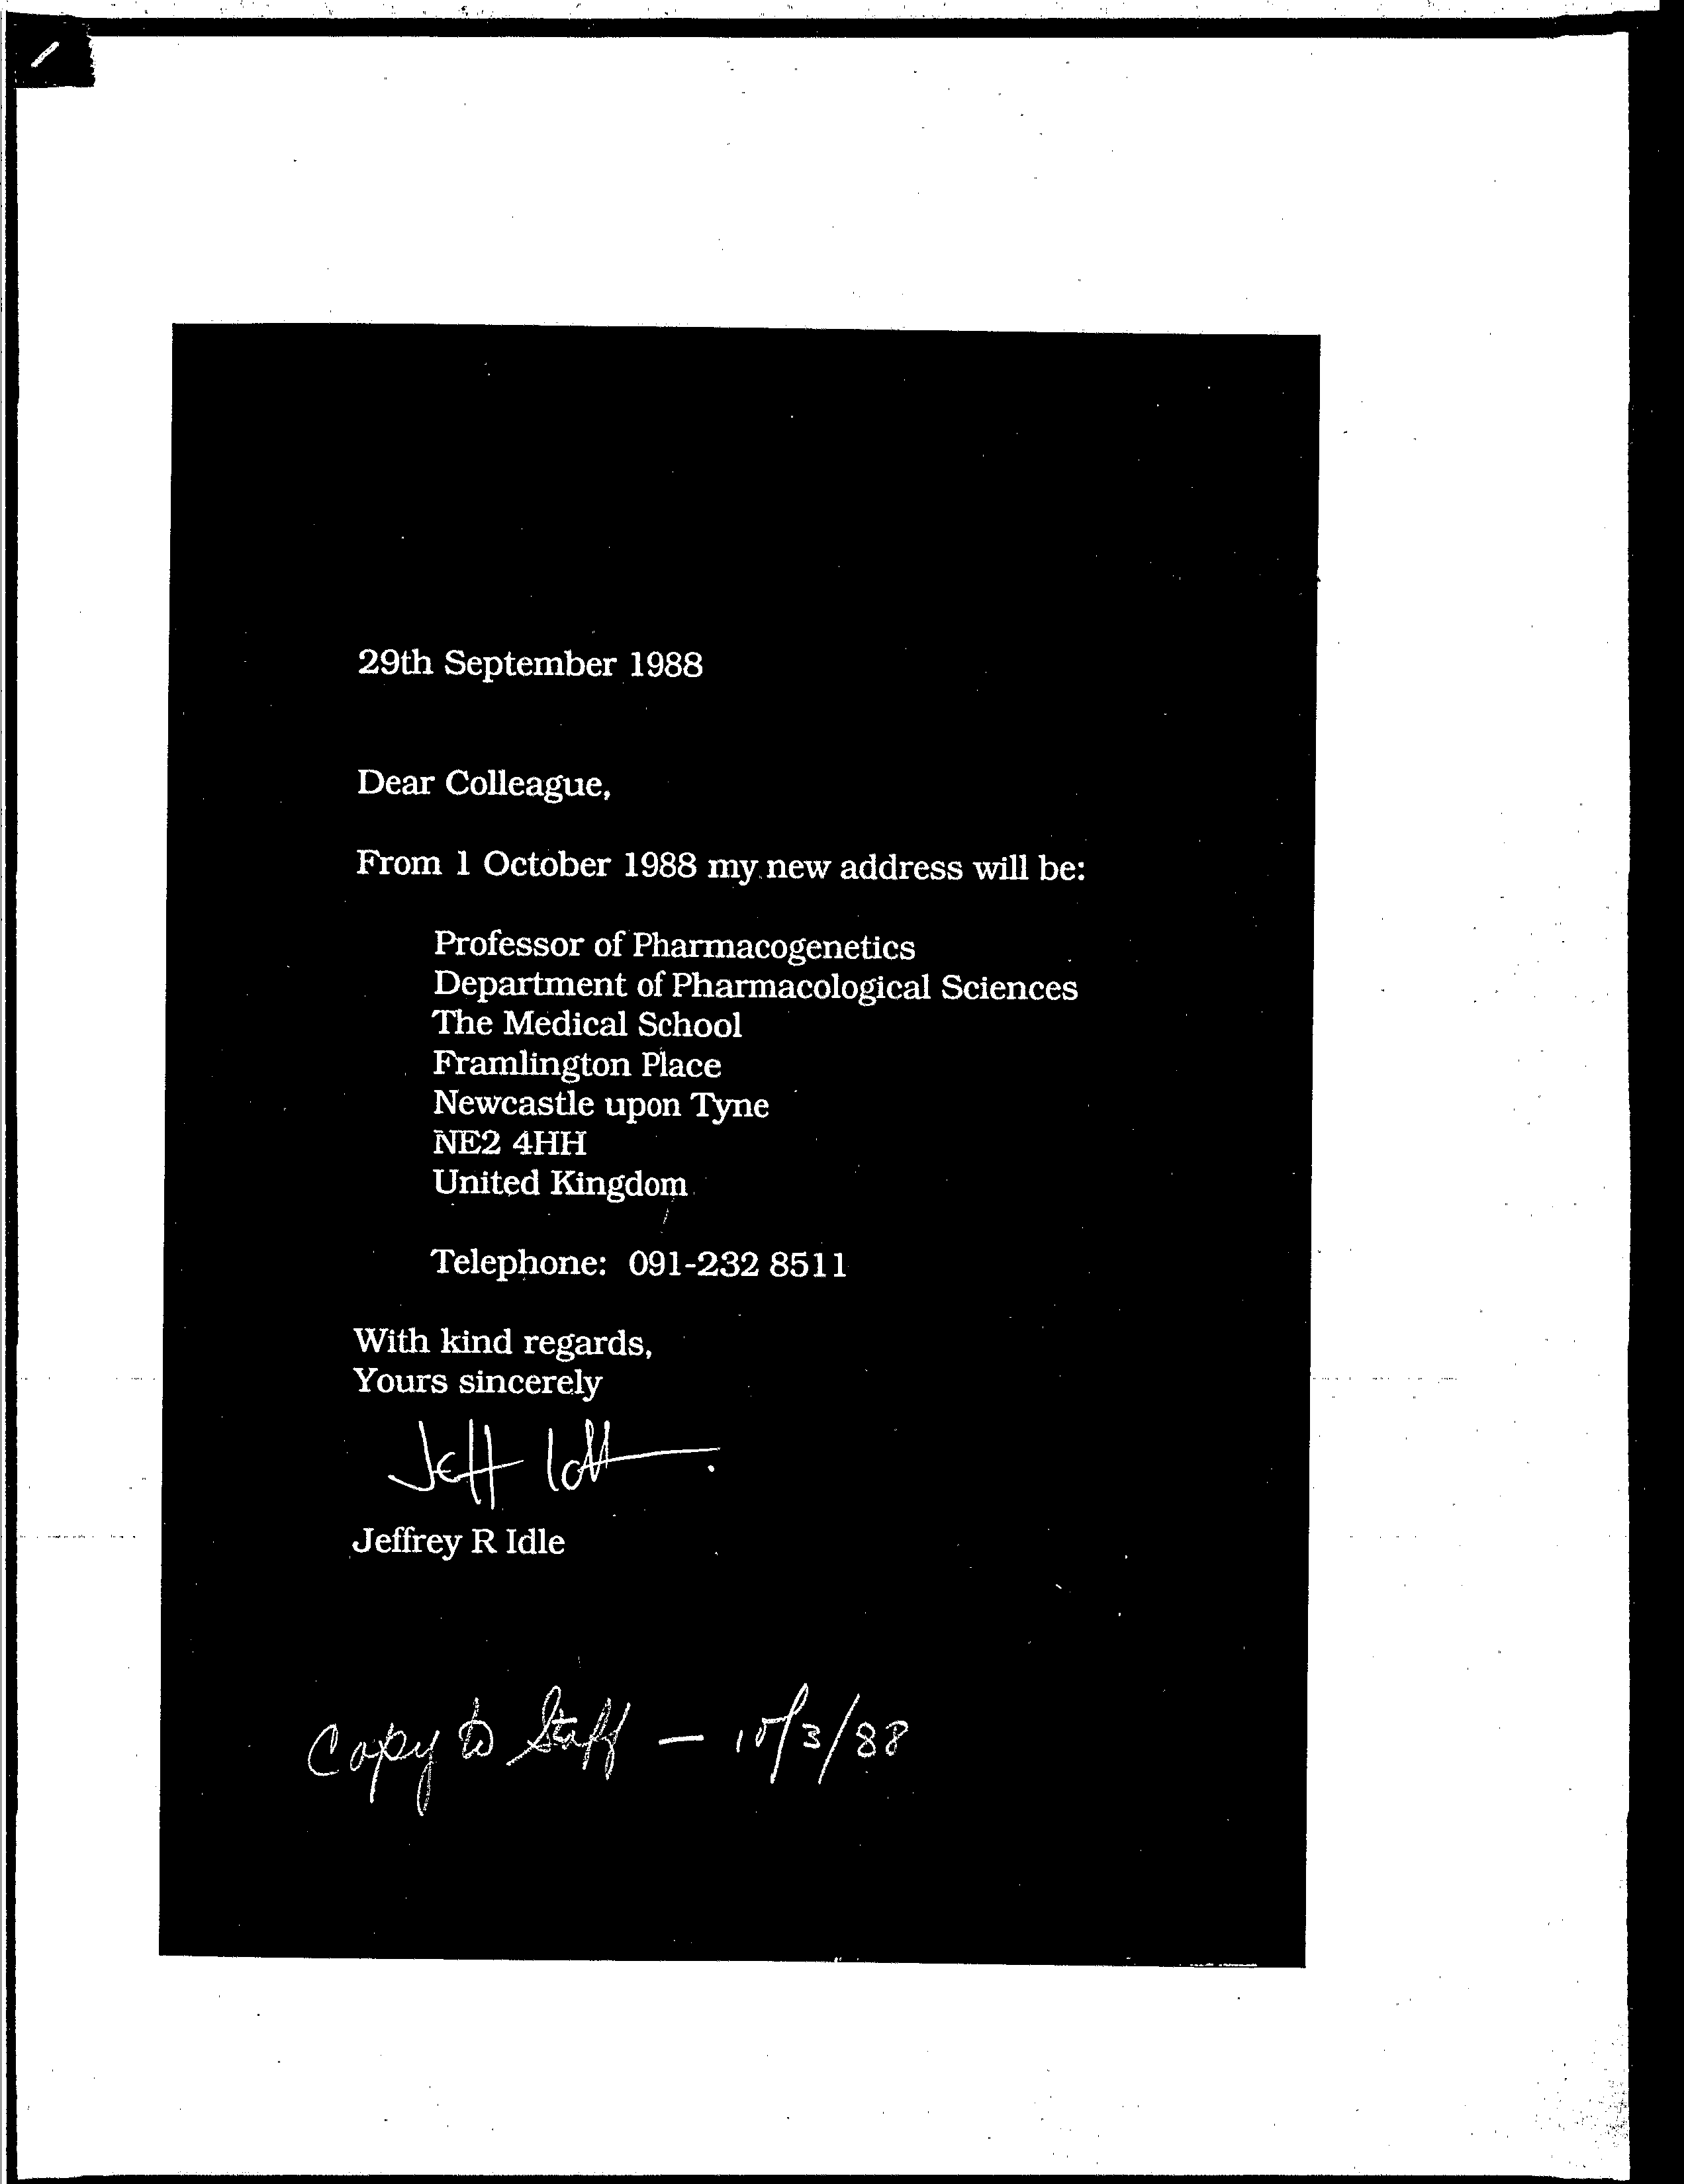 29th September 1988
Dear Colleague,
From 1 October 1988 my new address will be:
Professor of Pharmacogenetics
Department of Pharmacological Sciences
The Medical School
Framlington Place
Newcastle upon Tyne
NE2 4HH
United Kingdom
Telephone: 091-232 8511
With kind regards,
Yours sincerely
Jeff
Jeffrey R Idle
Copy to Staff – 10/3/88